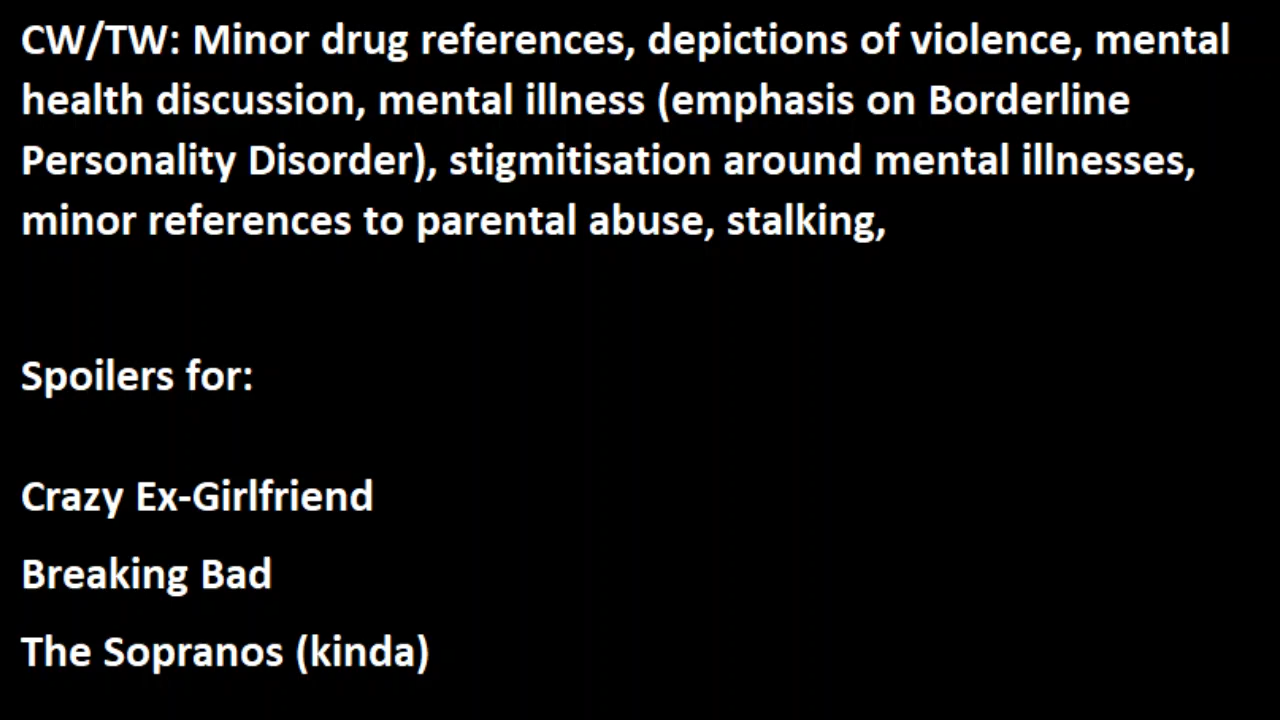 CW/TW: Minor drug references, depictions of violence, mental
health discussion, mental illness (emphasis on Borderline
Personality Disorder), stigmitisation around mental illnesses,
minor references to parental abuse, stalking,
Spoilers for:
Crazy Ex-Girlfriend
Breaking Bad
The Sopranos (kinda)